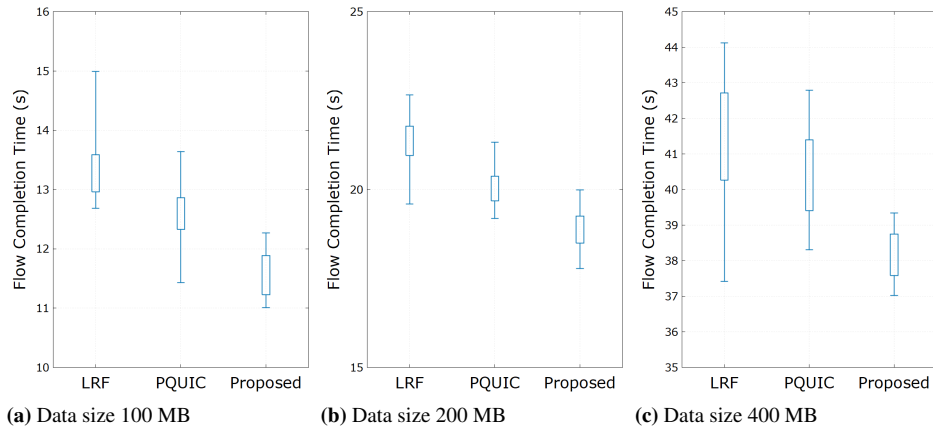 16
15
14
13
12
11
10
Flow Completion Time (s)
LRF PQUIC Proposed
(a) Data size 100 MB
25
20
15
Flow Completion Time (s)
LRF PQUIC Proposed
(b) Data size 200 MB
45
44
43
42
41
40
39
38
37
36
35
Flow Completion Time (s)
LRF PQUIC Proposed
(c) Data size 400 MB